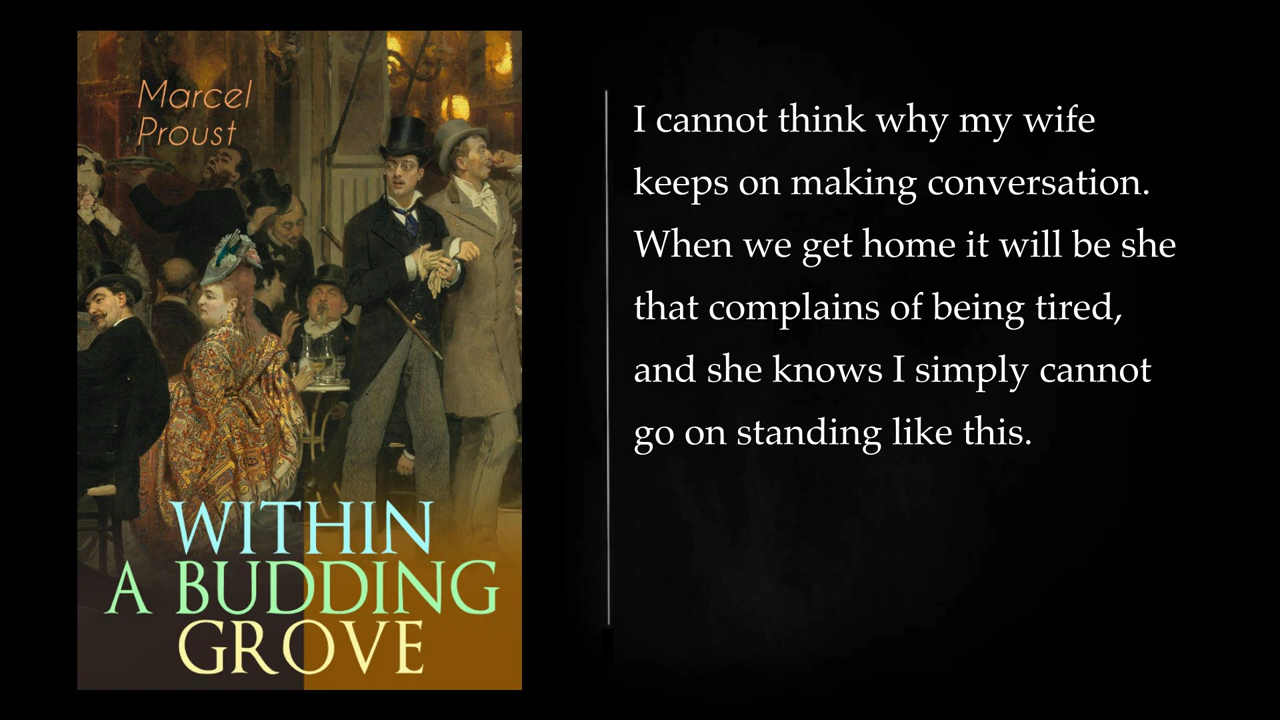 Marcel
Proust
WITHIN
A BUDDING
GROVE
I cannot think why my wife
keeps on making conversation.
When we get home it will be she
that complains of being tired,
and she knows I simply cannot
go on standing like this.